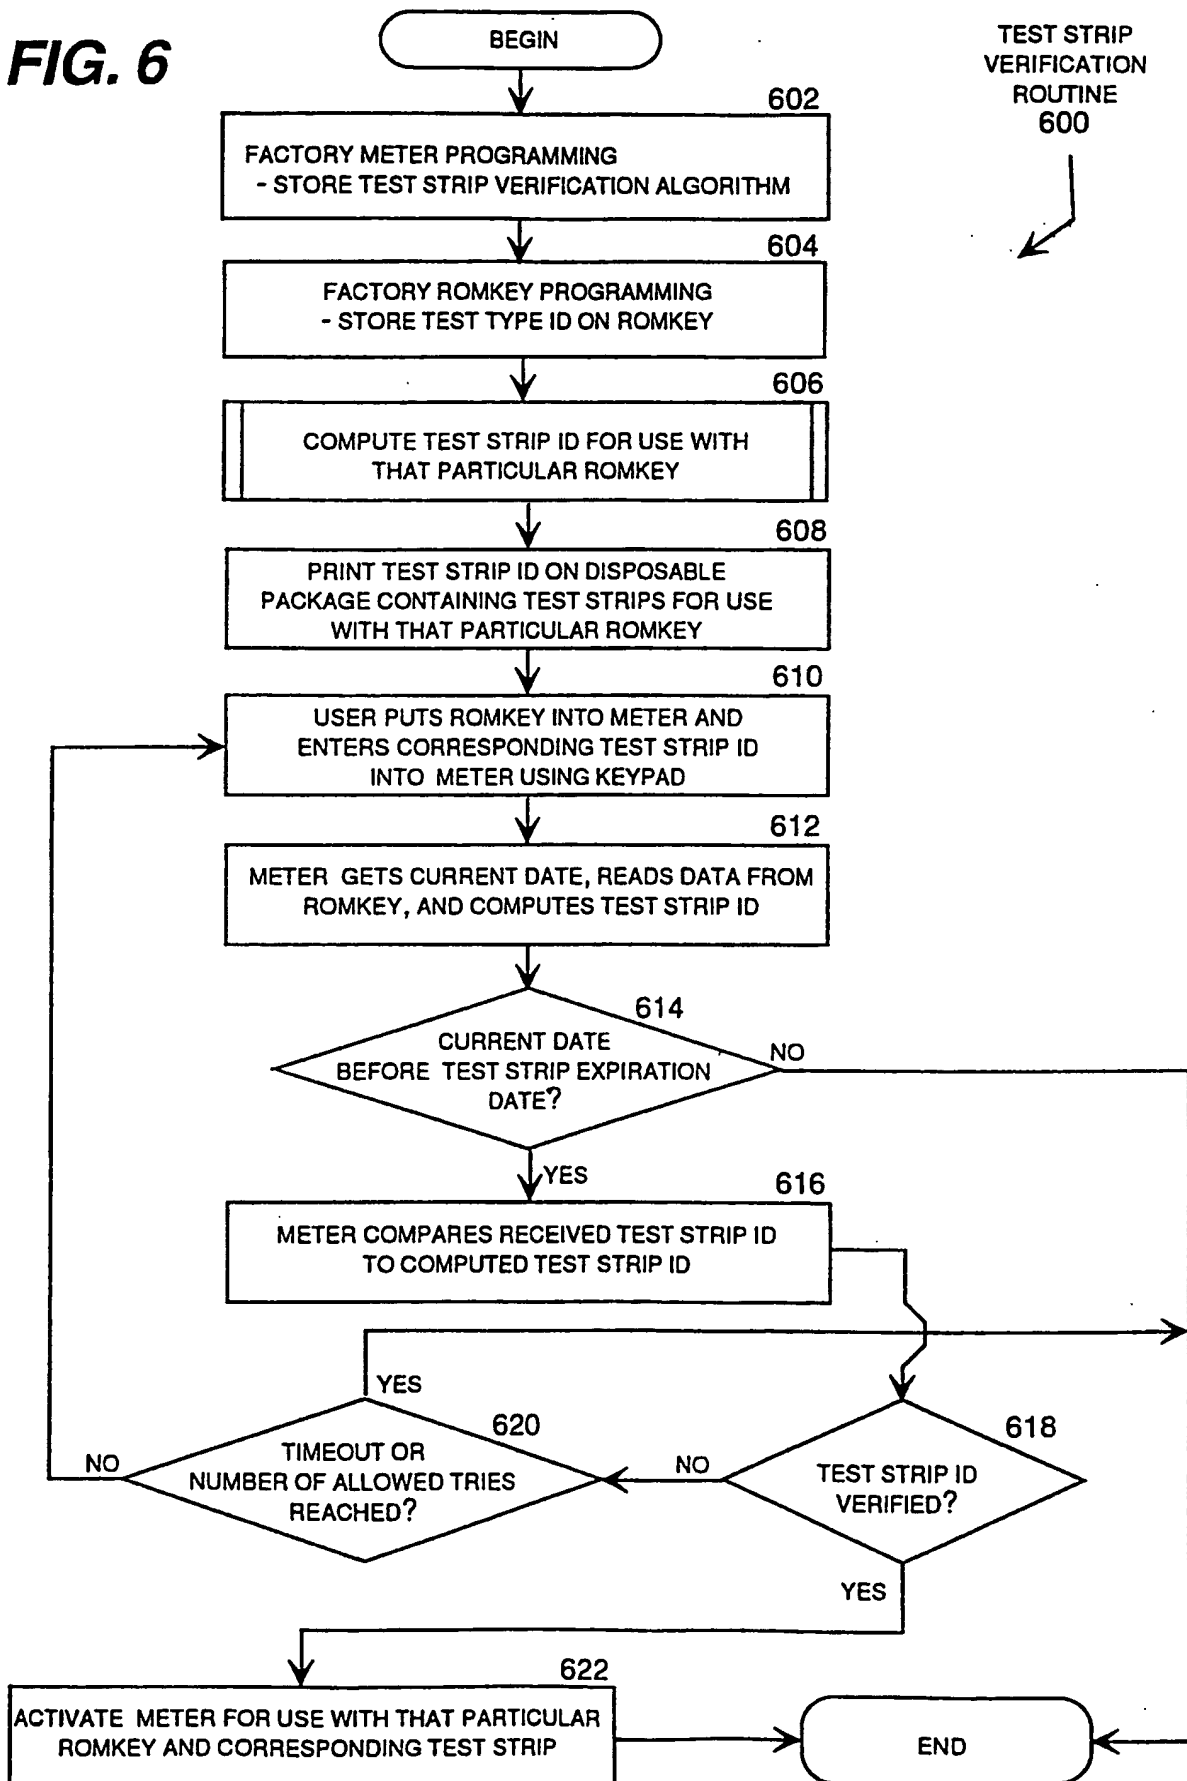 FIG. 6
BEGIN
TEST STRIP
VERIFICATION
ROUTINE
600
602
FACTORY METER PROGRAMMING
- STORE TEST STRIP VERIFICATION ALGORITHM
604
FACTORY ROMKEY PROGRAMMING
- STORE TEST TYPE ID ON ROMKEY
606
COMPUTE TEST STRIP ID FOR USE WITH
THAT PARTICULAR ROMKEY
608
PRINT TEST STRIP ID ON DISPOSABLE
PACKAGE CONTAINING TEST STRIPS FOR USE
WITH THAT PARTICULAR ROMKEY
610
USER PUTS ROMKEY INTO METER AND
ENTERS CORRESPONDING TEST STRIP ID
INTO METER USING KEYPAD
612
METER GETS CURRENT DATE, READS DATA FROM
ROMKEY, AND COMPUTES TEST STRIP ID
614
CURRENT DATE
BEFORE TEST STRIP EXPIRATION
DATE?
NO
YES
616
METER COMPARES RECEIVED TEST STRIP ID
TO COMPUTED TEST STRIP ID
YES
620
TIMEOUT OR
NUMBER OF ALLOWED TRIES
REACHED?
NO
NO
618
TEST STRIP ID
VERIFIED?
YES
622
ACTIVATE METER FOR USE WITH THAT PARTICULAR
ROMKEY AND CORRESPONDING TEST STRIP
END